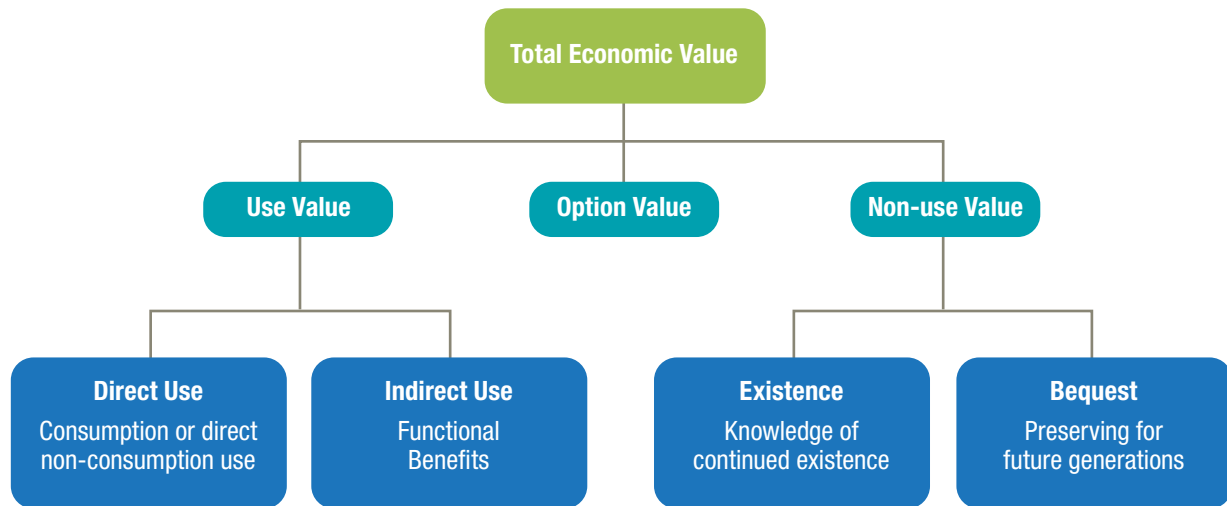 Total Economic Value
Use Value
Option Value
Non-use Value
Direct Use
Consumption or direct
non-consumption use
Indirect Use
Functional
Benefits
Existence
Knowledge of
continued existence
Bequest
Preserving for
future generations